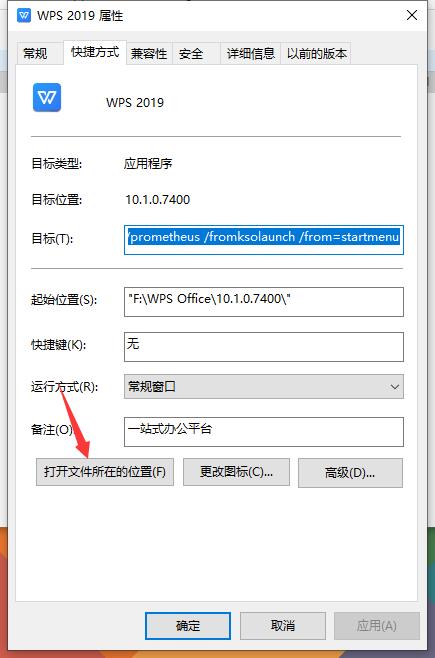 WPS 2019 属性
常规 快捷方式 兼容性 安全 详细信息 以前的版本
WPS 2019
目标类型: 应用程序
目标位置: 10.1.0.7400
目标(T): /prometheus /fromksolaunch /from=startmenu
起始位置(S): "F:\WPS Office\10.1.0.7400\"
快捷键(K): 无
运行方式(R): 常规窗口
备注(O) 一站式办公平台
打开文件所在的位置(F) 更改图标(C)... 高级(D)...
确定 取消 应用(A)